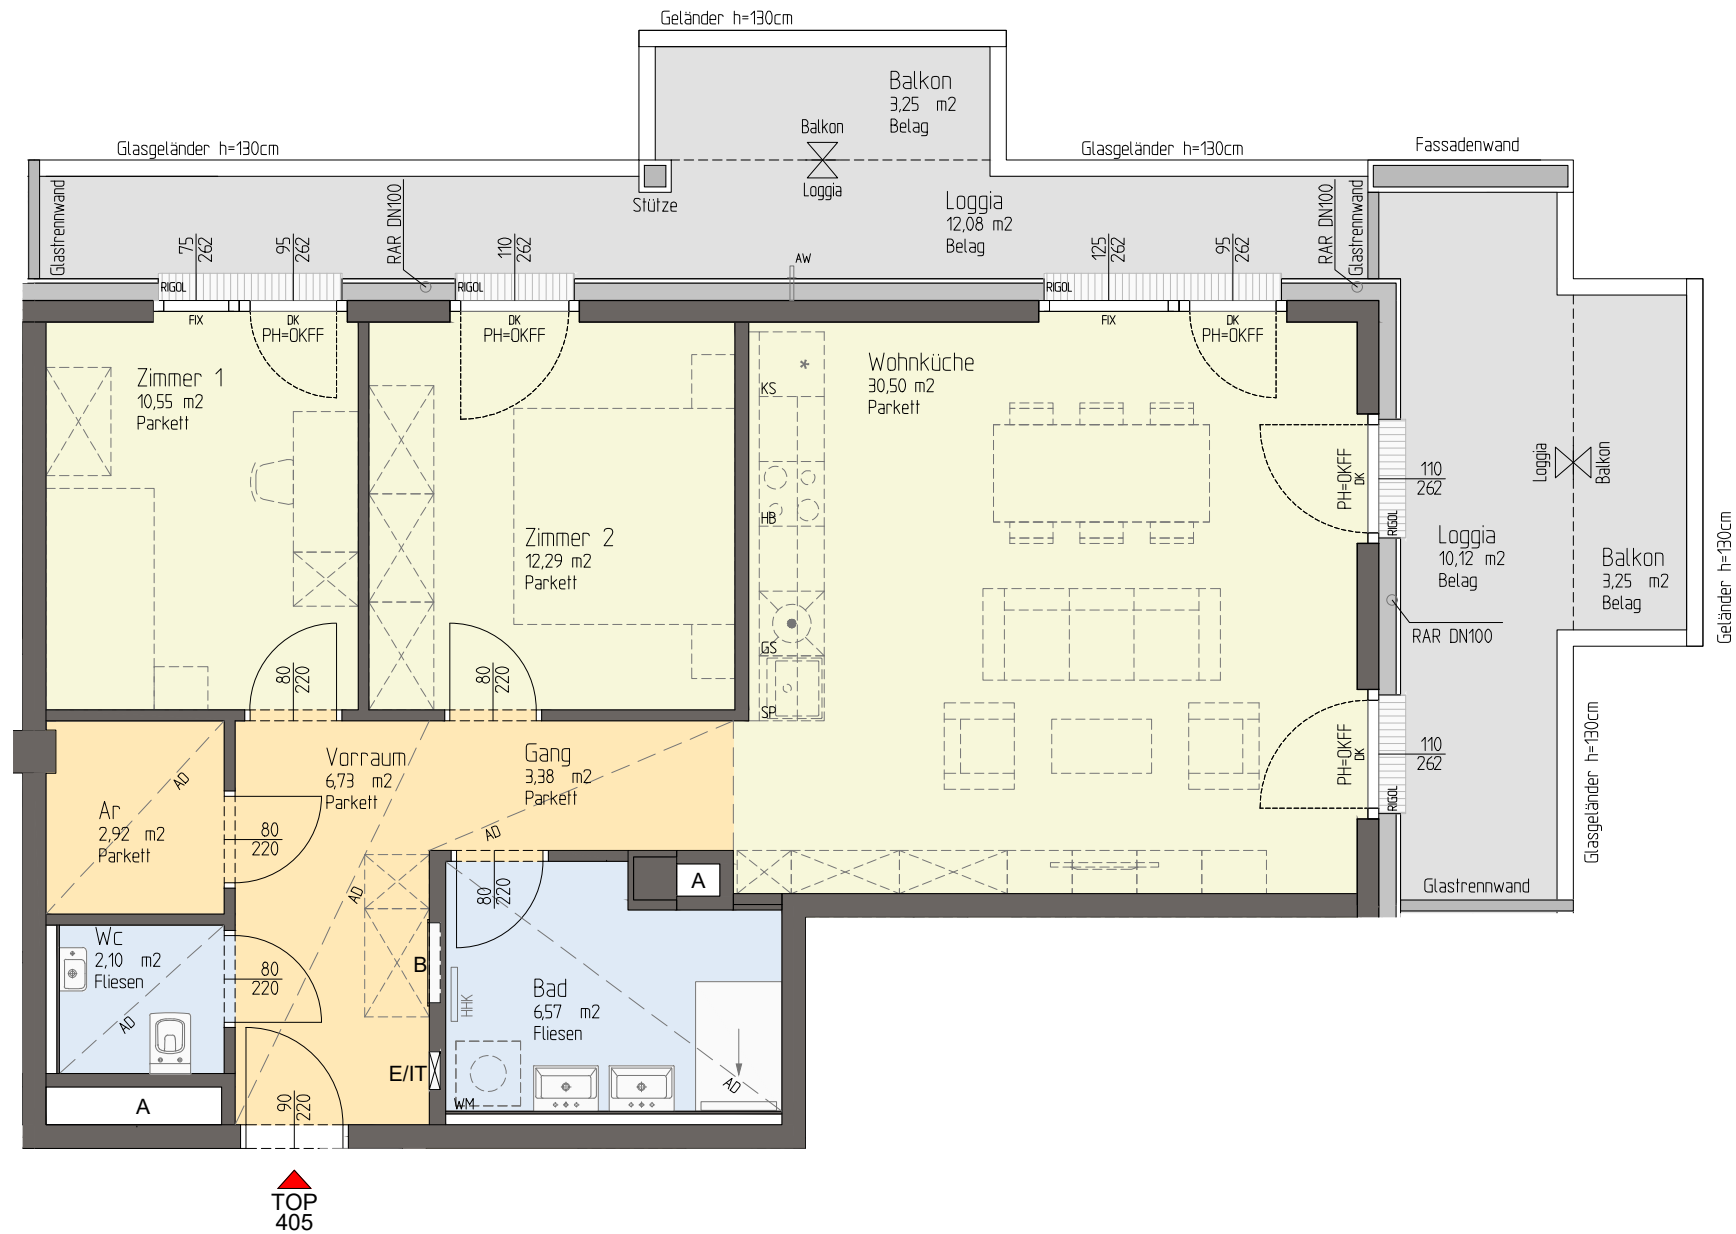 Geländer h=130cm
Balkon
3,25 m2
Belag
Glasgeländer h=130cm
Balkon
Loggia
Glasgeländer h=130cm
Fassadenwand
Glastrennwand
RAR DN100
Stütze
Loggia
12,08 m2
Belag
RAR DN100
Glastrennwand
75
262
95
262
110
262
AW
125
262
95
262
RIGOL
RIGOL
RIGOL
FIX
DK
PH=OKFF
DK
PH=OKFF
FIX
DK
PH=OKFF
Zimmer 1
10,55 m2
Parkett
Wohnküche
30,50 m2
Parkett
KS
HB
GS
SP
Zimmer 2
12,29 m2
Parkett
PH=OKFF
DK
110
262
RIGOL
Loggia
Balkon
Loggia
10,12 m2
Belag
Balkon
3,25 m2
Belag
Geländer h=130cm
RAR DN100
80
220
80
220
Vorraum
6,73 m2
Parkett
Gang
3,38 m2
Parkett
PH=OKFF
DK
110
262
RIGOL
Glasgeländer h=130cm
Glastrennwand
AD
Ar
2,92 m2
Parkett
80
220
AD
AD
80
220
A
Wc
2,10 m2
Fliesen
80
220
AD
B
HHK
Bad
6,57 m2
Fliesen
E/IT
WM
AD
A
90
220
TOP
405